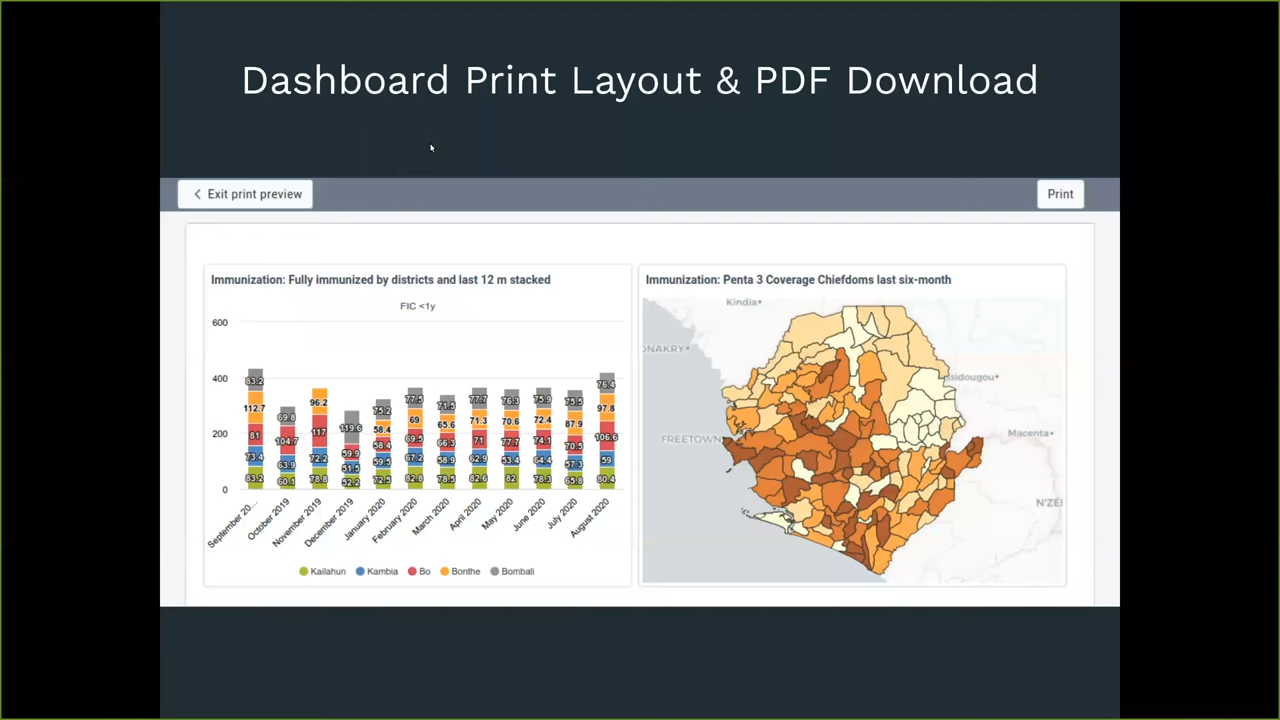 Dashboard Print Layout & PDF Download
Exit print preview
Print
Immunization: Fully immunized by districts and last 12 m stacked
FIC <1y
600
400
200
0
83.2
112.7
81
73.4
83.2
69.8
104.7
63.9
60.1
96.2
117
72.2
78.8
119.6
59.9
51.5
52.2
75.2
58.4
58.4
59.5
72.5
77.5
69
69.5
67.2
82.8
71.5
65.6
66.3
58.9
78.5
77.7
71.3
71
62.9
82.6
76.3
70.6
77.7
53.4
82
75.9
72.4
74.1
64.4
78.3
75.5
87.9
70.5
57.3
65.8
76.4
97.8
106.6
59
80.4
September 20...
October 2019
November 2019
December 2019
January 2020
February 2020
March 2020
April 2020
May 2020
June 2020
July 2020
August 2020
Kailahun Kambia Bo Bonthe Bombali
Immunization: Penta 3 Coverage Chiefdoms last six-month
Kindia
ONAKRY
ssidougou
FREETOWN
Macenta
N'ZÉ